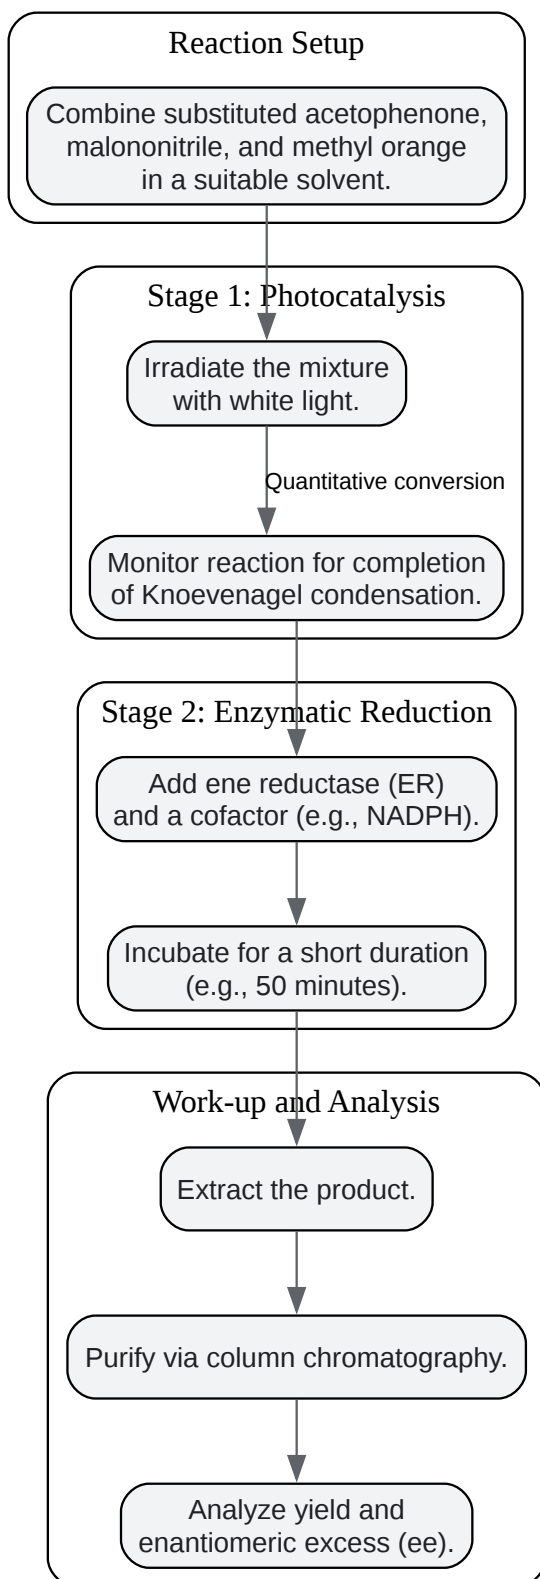 Reaction Setup
Combine substituted acetophenone,
malononitrile, and methyl orange
in a suitable solvent.
Stage 1: Photocatalysis
Irradiate the mixture
with white light.
Quantitative conversion
Monitor reaction for completion
of Knoevenagel condensation.
Stage 2: Enzymatic Reduction
Add ene reductase (ER)
and a cofactor (e.g., NADPH).
Incubate for a short duration
(e.g., 50 minutes).
Work-up and Analysis
Extract the product.
Purify via column chromatography.
Analyze yield and
enantiomeric excess (ee).